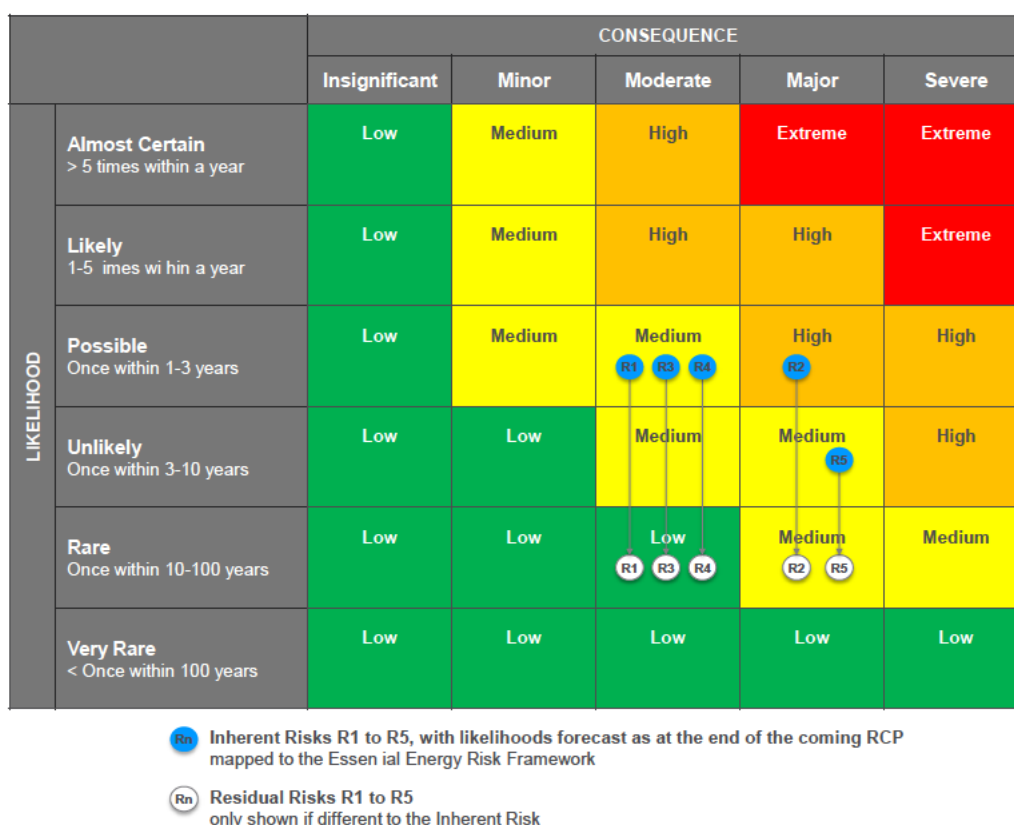 CONSEQUENCE
Insignificant Minor Moderate Major Severe
LIKELIHOOD
Almost Certain
> 5 times within a year
Low Medium High Extreme Extreme
Likely
1-5 imes wi hin a year
Low Medium High High Extreme
Possible
Once within 1-3 years
Low Medium Medium High High
R1 R3 R4 R2
Unlikely
Once within 3-10 years
Low Low Medium Medium High
R5
Rare
Once within 10-100 years
Low Low Low Medium Medium
R1 R3 R4 R2 R5
Very Rare
< Once within 100 years
Low Low Low Low Low
Rn Inherent Risks R1 to R5, with likelihoods forecast as at the end of the coming RCP
mapped to the Essen ial Energy Risk Framework
Rn Residual Risks R1 to R5
only shown if different to the Inherent Risk